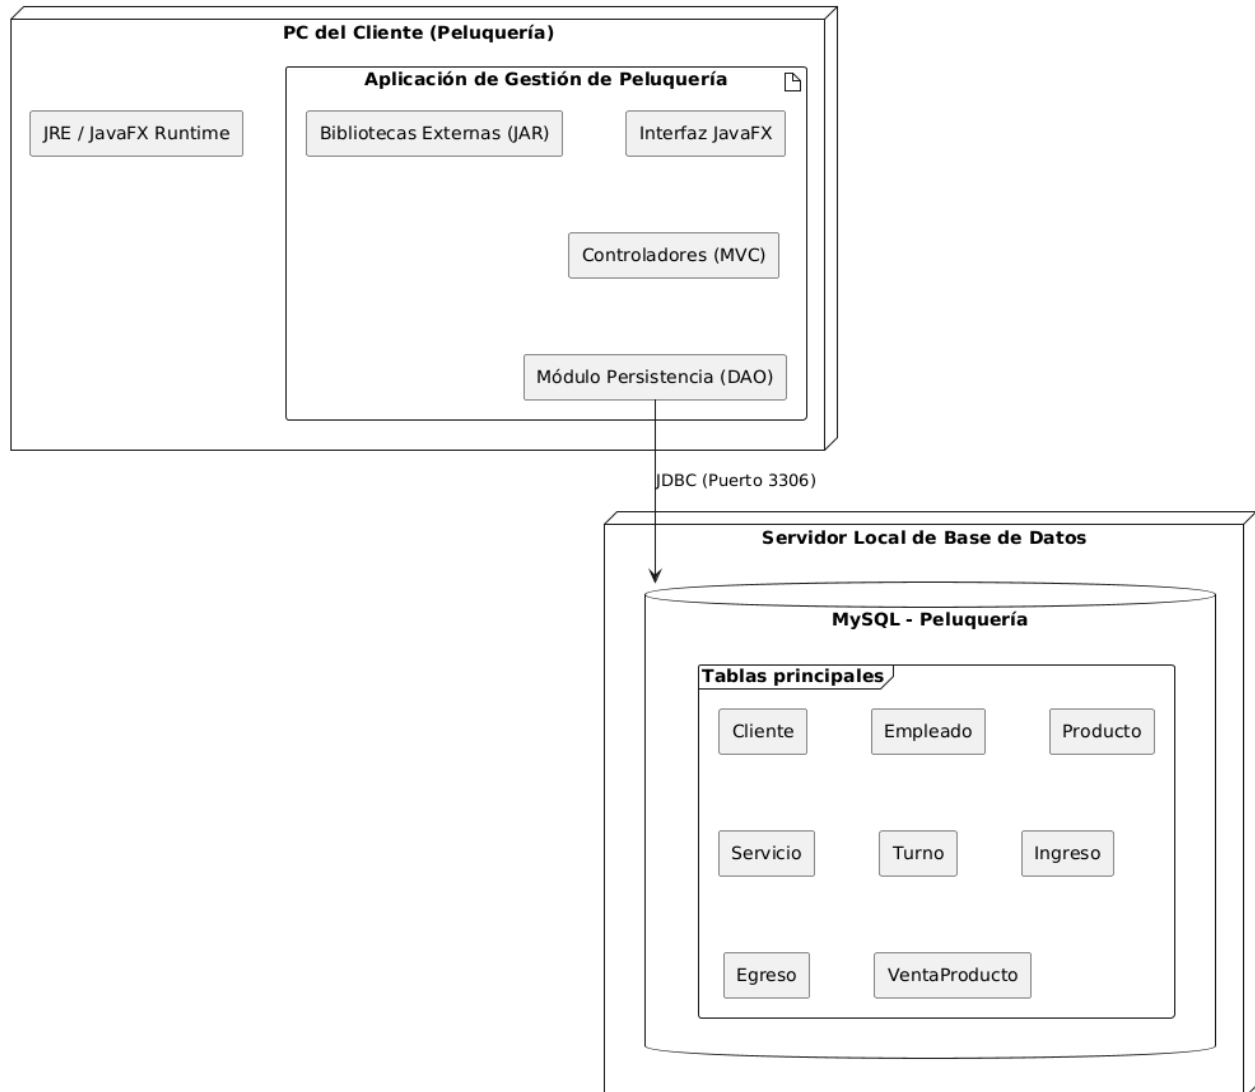 PC del Cliente (Peluquería)
Aplicación de Gestión de Peluquería
JRE / JavaFX Runtime
Bibliotecas Externas (JAR)
Interfaz JavaFX
Controladores (MVC)
Módulo Persistencia (DAO)
JDBC (Puerto 3306)
Servidor Local de Base de Datos
MySQL - Peluquería
Tablas principales
Cliente
Empleado
Producto
Servicio
Turno
Ingreso
Egreso
VentaProducto